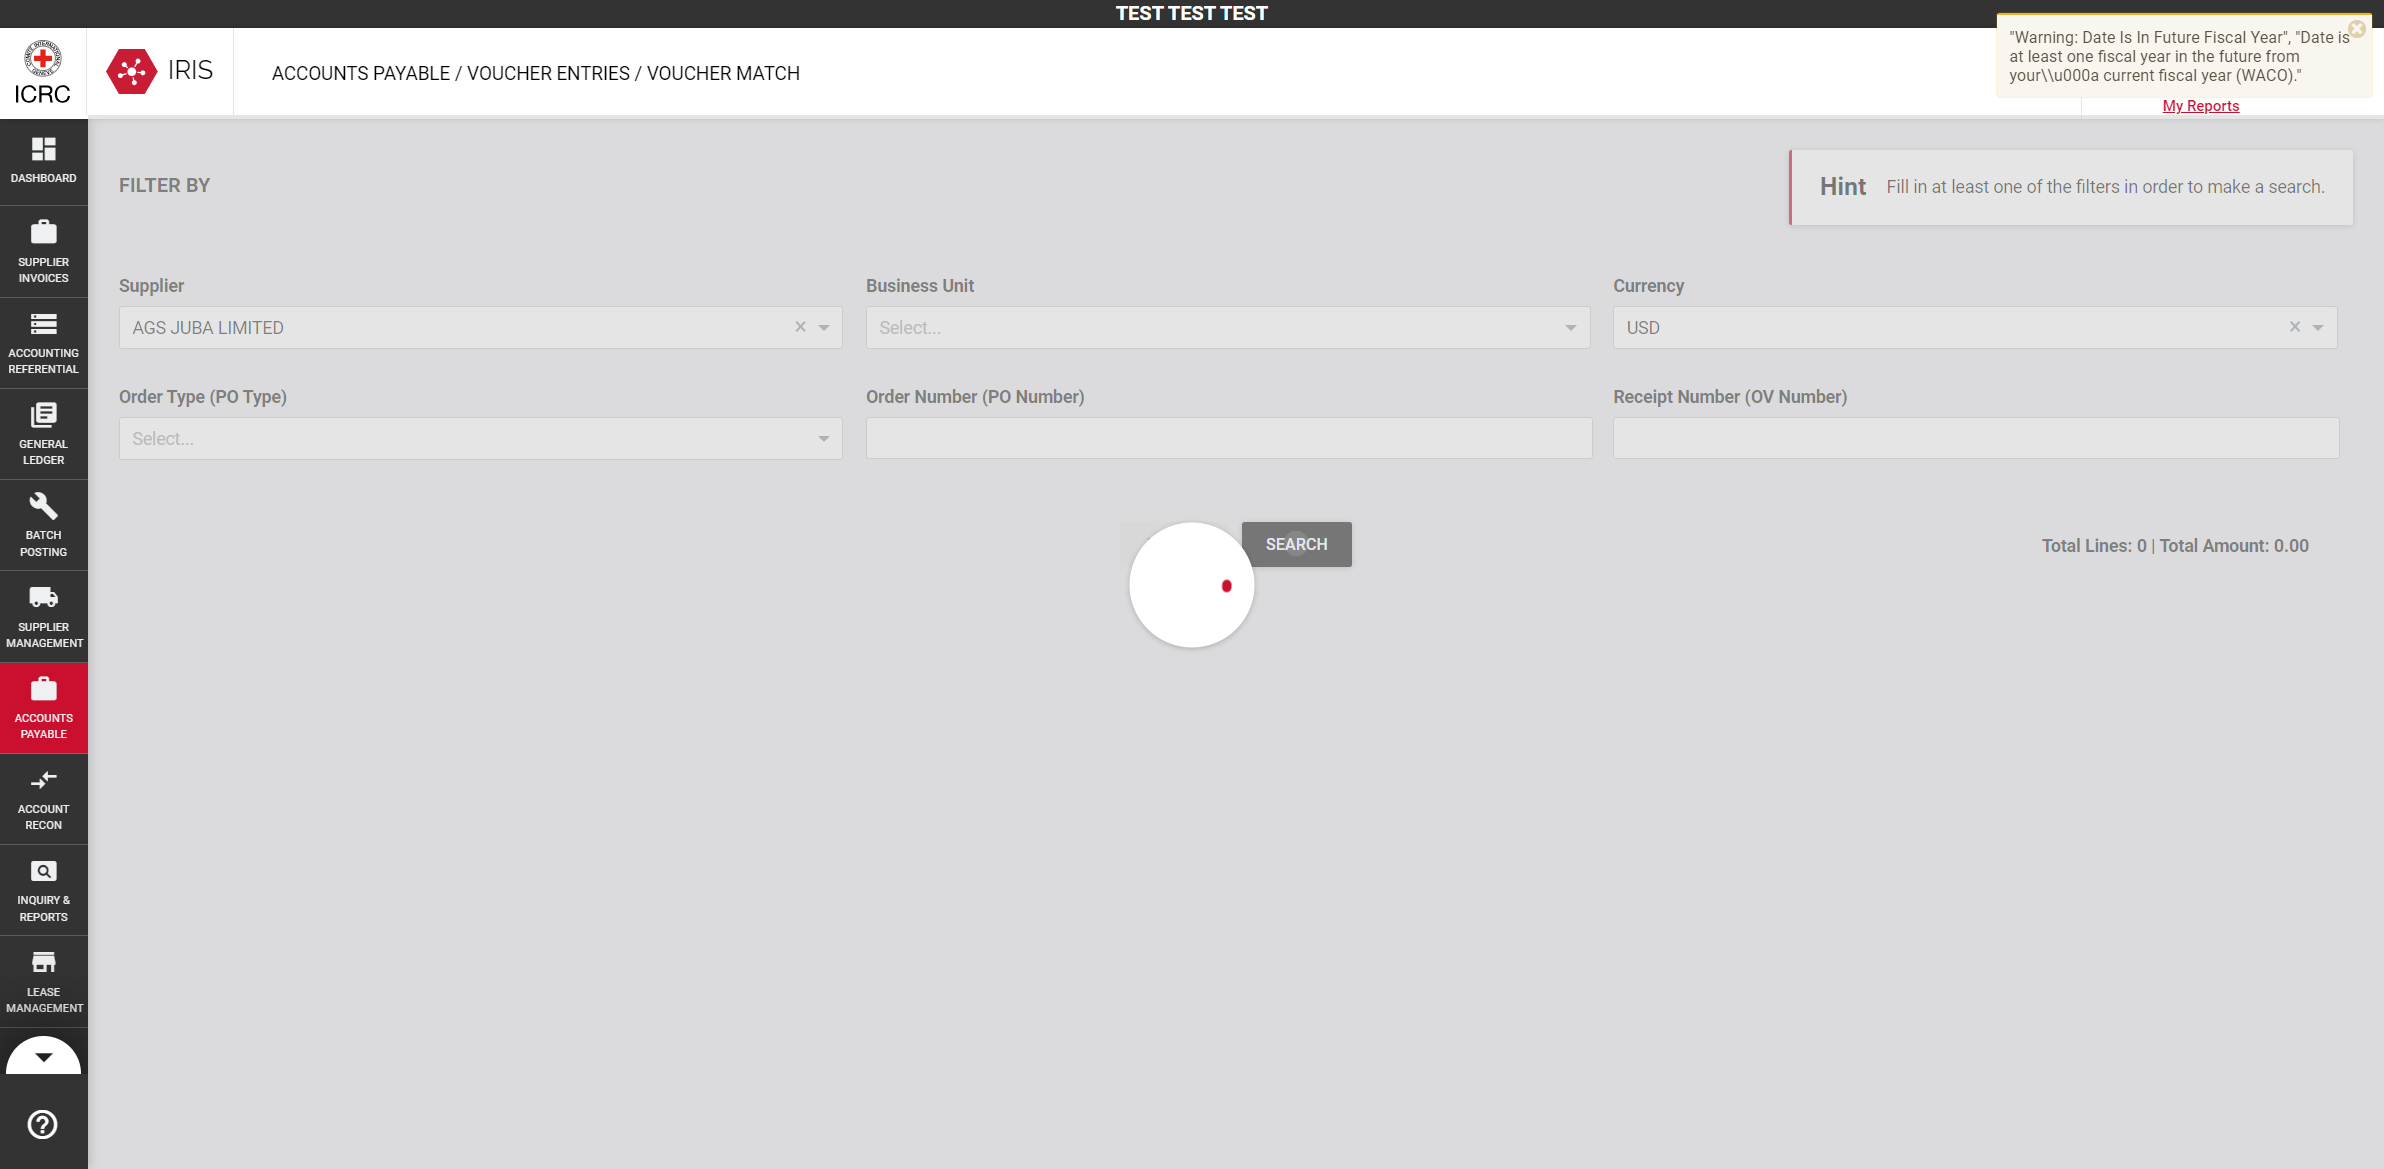 TEST TEST TEST
"Warning: Date Is In Future Fiscal Year", "Date is
at least one fiscal year in the future from
your\\u000a current fiscal year (WACO)."
My Reports
ICRC
IRIS
ACCOUNTS PAYABLE / VOUCHER ENTRIES / VOUCHER MATCH
DASHBOARD
SUPPLIER
INVOICES
ACCOUNTING
REFERENTIAL
GENERAL
LEDGER
BATCH
POSTING
SUPPLIER
MANAGEMENT
ACCOUNTS
PAYABLE
ACCOUNT
RECON
INQUIRY &
REPORTS
LEASE
MANAGEMENT
FILTER BY
Hint Fill in at least one of the filters in order to make a search.
Supplier
AGS JUBA LIMITED
Business Unit
Select...
Currency
USD
Order Type (PO Type)
Select...
Order Number (PO Number)
Receipt Number (OV Number)
SEARCH
Total Lines: 0 | Total Amount: 0.00